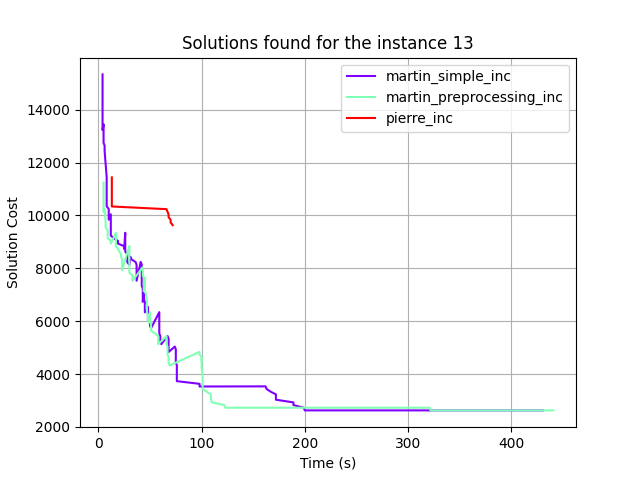 Solutions found for the instance 13
martin_simple_inc
martin_preprocessing_inc
pierre_inc
14000
12000
10000
8000
6000
4000
2000
Solution Cost
0
100
200
300
400
Time (s)